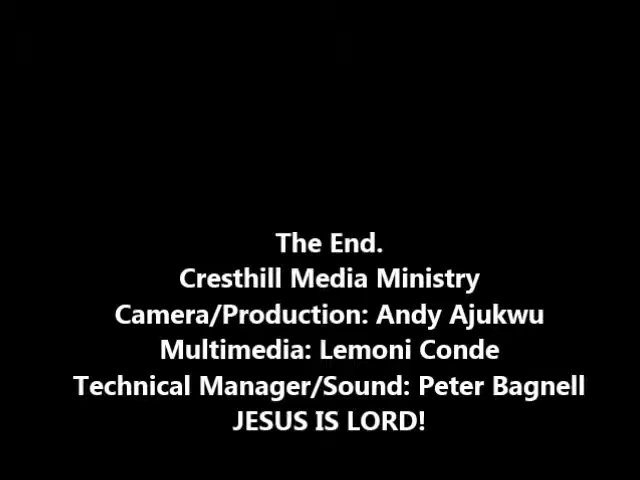 The End.
Cresthill Media Ministry
Camera/Production: Andy Ajukwu
Multimedia: Lemoni Conde
Technical Manager/Sound: Peter Bagnell
JESUS IS LORD!